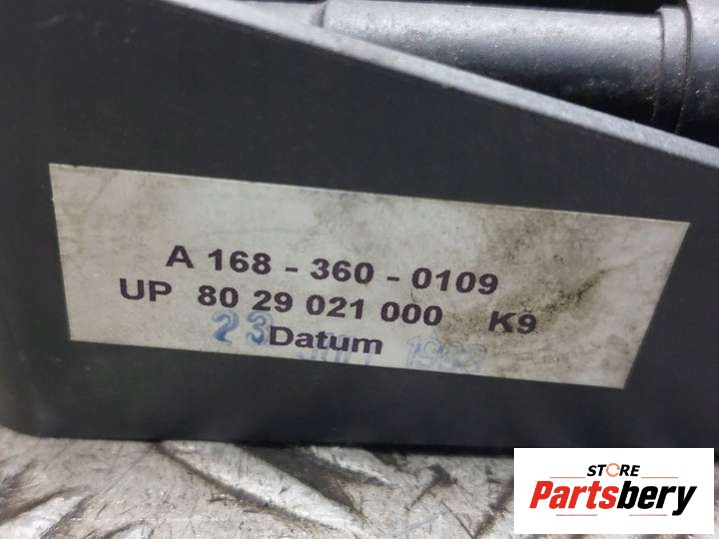 A 168 - 360 - 0109
UP 80 29 021 000 K9
23
Datum
STORE
Partsbery